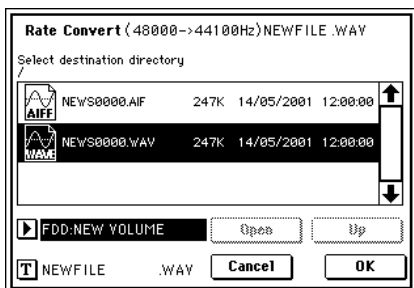 Rate Convert(48000->44100Hz)NEWFILE .WAV
Select destination directory
/
AIFF NEWS0000.AIF 247K 14/05/2001 12:00:00
WAVE NEWS0000.WAV 247K 14/05/2001 12:00:00
FDD:NEW VOLUME Open Up
T NEWFILE .WAV Cancel OK